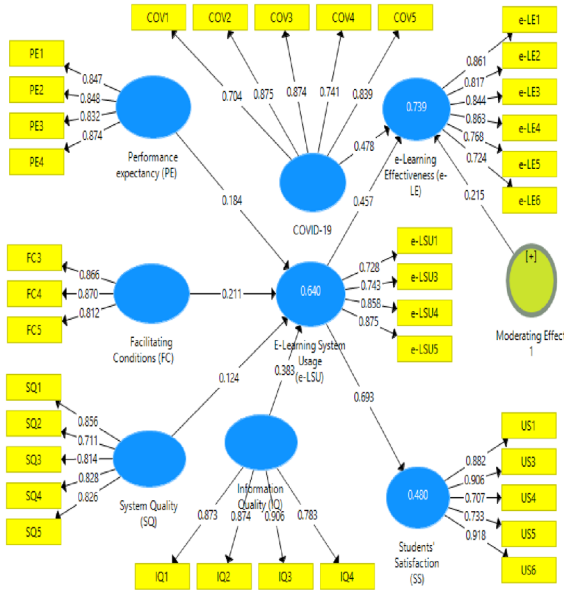 COV1 COV2 COV3 COV4 COV5
e-LE1
e-LE2
e-LE3
e-LE4
e-LE5
e-LE6
PE1
PE2
PE3
PE4
0.847
0.848
0.832
0.874
Performance
expectancy (PE)
0.704 0.875 0.874 0.741 0.839
COVID-19
0.478
0.739
e-Learning
Effectiveness (e-
LE)
0.861
0.817
0.844
0.863
0.768
0.724
0.215
0.184
0.457
[+]
Moderating Effect
1
FC3
FC4
FC5
0.866
0.870
0.812
Facilitating
Conditions (FC)
0.211
0.640
E-Learning System
Usage
(e-LSU)
e-LSU1
e-LSU3
e-LSU4
e-LSU5
0.728
0.743
0.858
0.875
0.124
0.383
0.693
SQ1
SQ2
SQ3
SQ4
SQ5
0.856
0.711
0.814
0.828
0.826
System Quality
(SQ)
Information
Quality (IQ)
0.873 0.874 0.906 0.783
IQ1 IQ2 IQ3 IQ4
0.480
Students'
Satisfaction
(SS)
0.882
0.906
0.707
0.733
0.918
US1
US3
US4
US5
US6